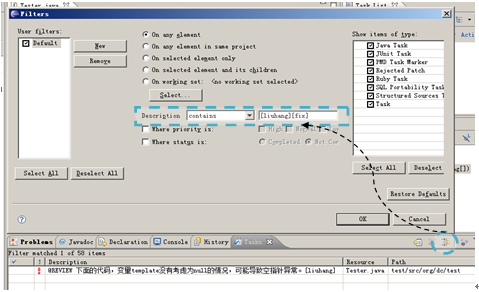 Tester.java
Task List
Filters
User filters:
Default
New
Remove
Select All
Deselect All
On any element
On any element in same project
On selected element only
On selected element and its children
On working set: <no working set selected>
Select...
Description
contains
[liuhang][fix]
Where priority is:
High
Normal
Where status is:
Completed
Not Cor
Show items of type:
Java Task
JUnit Task
PMD Task Marker
Rejected Patch
Ruby Task
SQL Portability Task
Structured Sources T
Task
Select All
Deselect
Restore Defaults
OK
Cancel
Acti
ng[])
Problems
Javadoc
Declaration
Console
History
Tasks
Filter matched 1 of 58 items
! Description
Resource
Path
@REVIEW 下面的代码，变量template没有考虑为null的情况，可能导致空指针异常。[liuhang]
Tester.java
test/src/org/dc/test